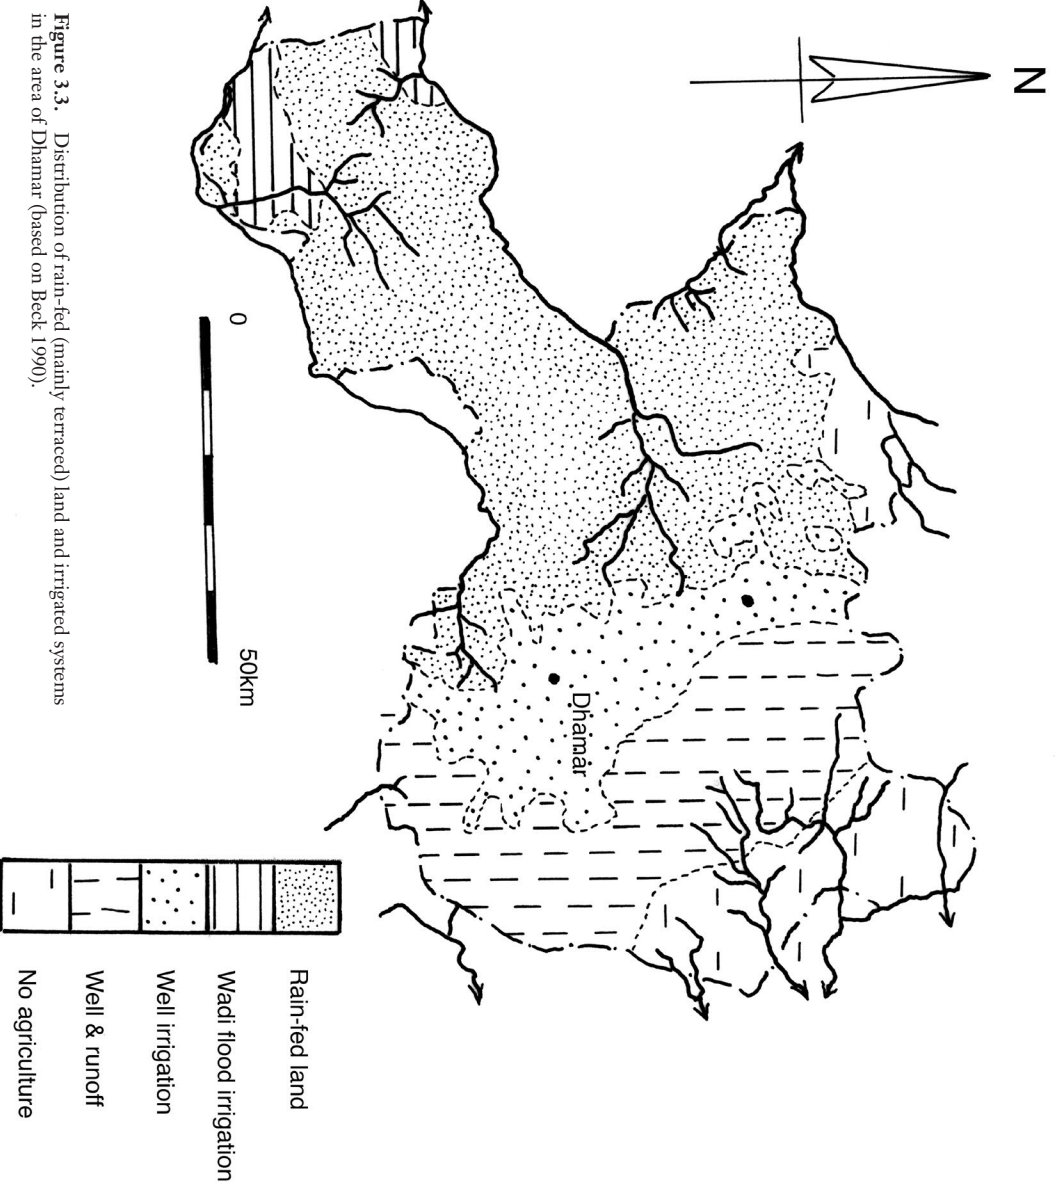 N
Dhamar
0
50km
Rain-fed land
Wadi flood irrigation
Well irrigation
Well & runoff
No agriculture
Figure 3.3. Distribution of rain-fed (mainly terraced) land and irrigated systems
in the area of Dhamar (based on Beck 1990).